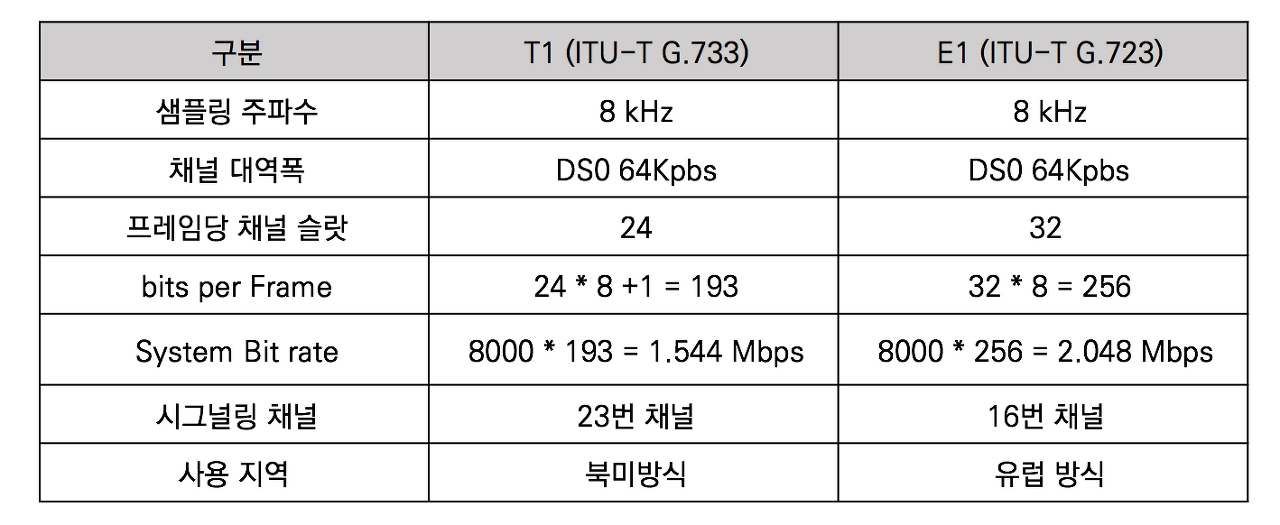 구분 T1 (ITU-T G.733) E1 (ITU-T G.723)
샘플링 주파수 8 kHz 8 kHz
채널 대역폭 DS0 64Kpbs DS0 64Kpbs
프레임당 채널 슬랏 24 32
bits per Frame 24 * 8 +1 = 193 32 * 8 = 256
System Bit rate 8000 * 193 = 1.544 Mbps 8000 * 256 = 2.048 Mbps
시그널링 채널 23번 채널 16번 채널
사용 지역 북미방식 유럽 방식